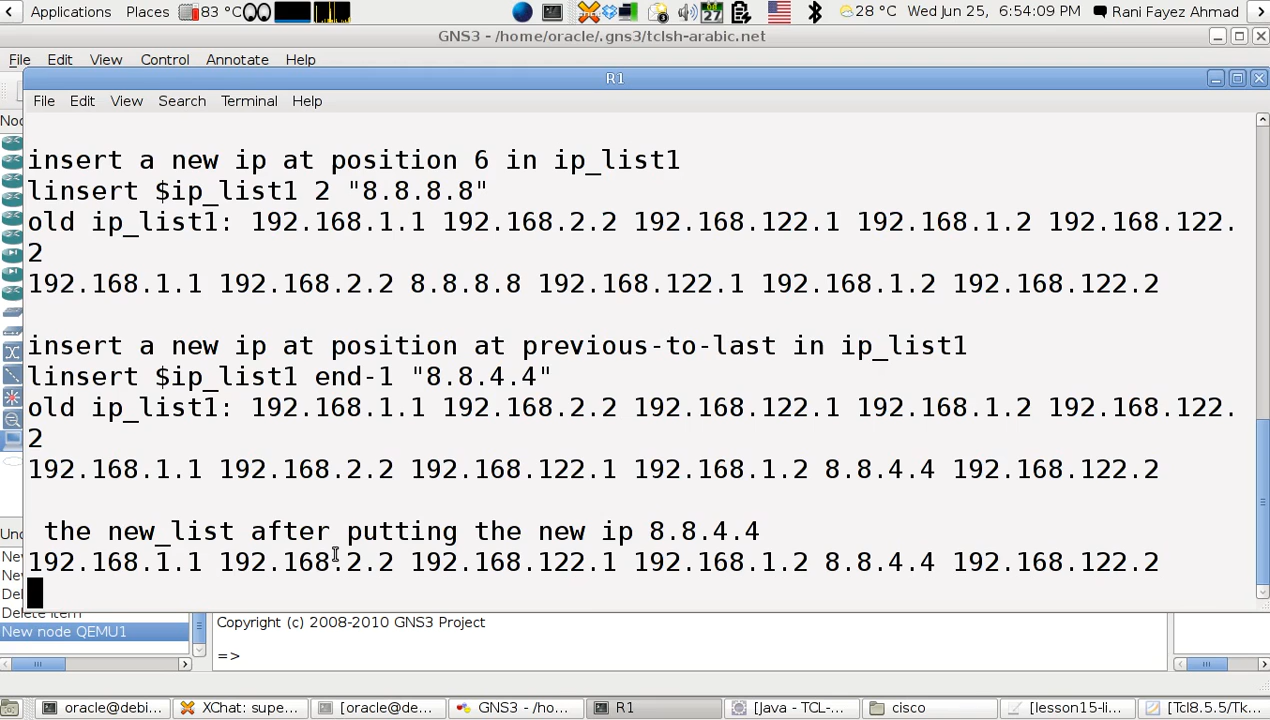 Applications Places 83 °C 27 28 °C Wed Jun 25, 6:54:09 PM Rani Fayez Ahmad
GNS3 - /home/oracle/.gns3/tclsh-arabic.net
File Edit View Control Annotate Help
R1
File Edit View Search Terminal Help
insert a new ip at position 6 in ip_list1
linsert $ip_list1 2 "8.8.8.8"
old ip_list1: 192.168.1.1 192.168.2.2 192.168.122.1 192.168.1.2 192.168.122.
2
192.168.1.1 192.168.2.2 8.8.8.8 192.168.122.1 192.168.1.2 192.168.122.2
insert a new ip at position at previous-to-last in ip_list1
linsert $ip_list1 end-1 "8.8.4.4"
old ip_list1: 192.168.1.1 192.168.2.2 192.168.122.1 192.168.1.2 192.168.122.
2
192.168.1.1 192.168.2.2 192.168.122.1 192.168.1.2 8.8.4.4 192.168.122.2
the new_list after putting the new ip 8.8.4.4
192.168.1.1 192.168.2.2 192.168.122.1 192.168.1.2 8.8.4.4 192.168.122.2
Delete item
New node QEMU1
Copyright (c) 2008-2010 GNS3 Project
=>
oracle@debi... XChat: supe... [oracle@de... GNS3 - /ho... R1 [Java - TCL-... cisco lesson15-li... [Tcl8.5.5/Tk...